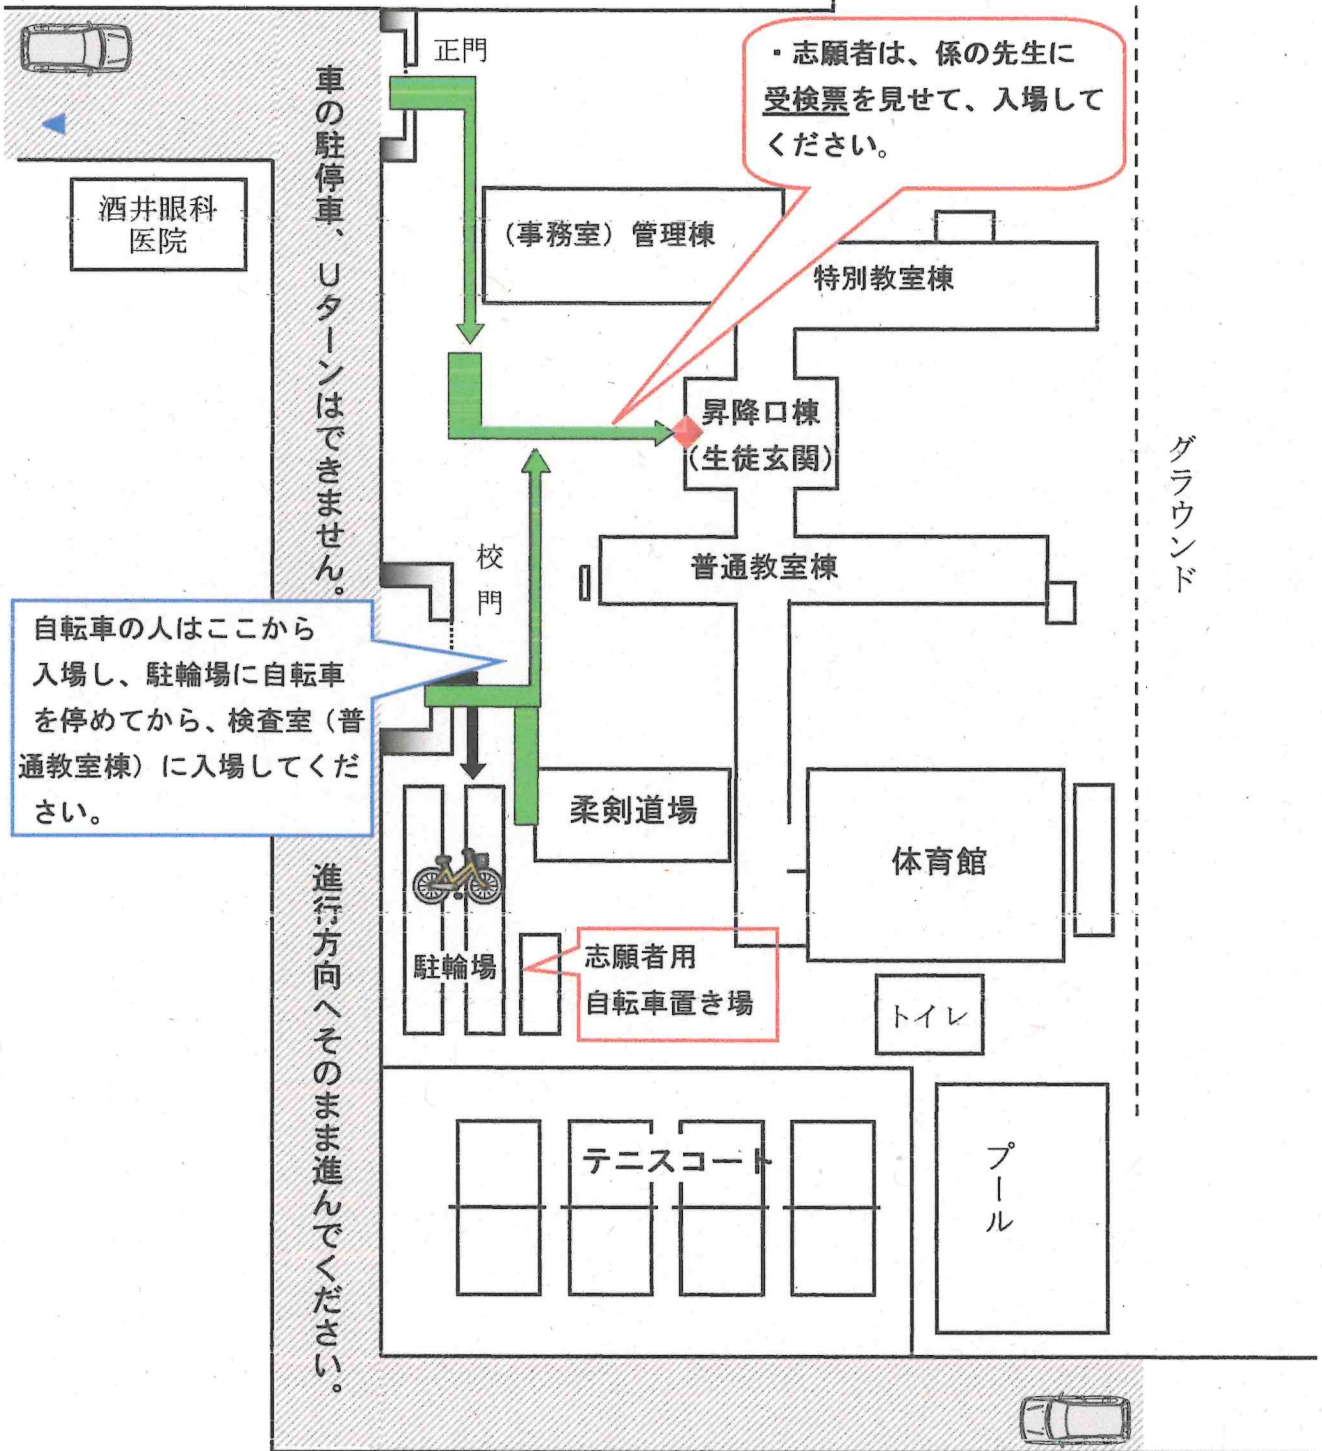 正門
・志願者は、係の先生に
受検票を見せて、入場して
ください。
車の駐停車、Uターンはできません。
酒井眼科
医院
（事務室）管理棟
特別教室棟
昇降口棟
（生徒玄関）
グラウンド
校門
普通教室棟
自転車の人はここから
入場し、駐輪場に自転車
を停めてから、検査室（普
通教室棟）に入場してくだ
さい。
柔剣道場
体育館
進行方向へそのまま進んでください。
駐輪場
志願者用
自転車置き場
トイレ
テニスコート
プール